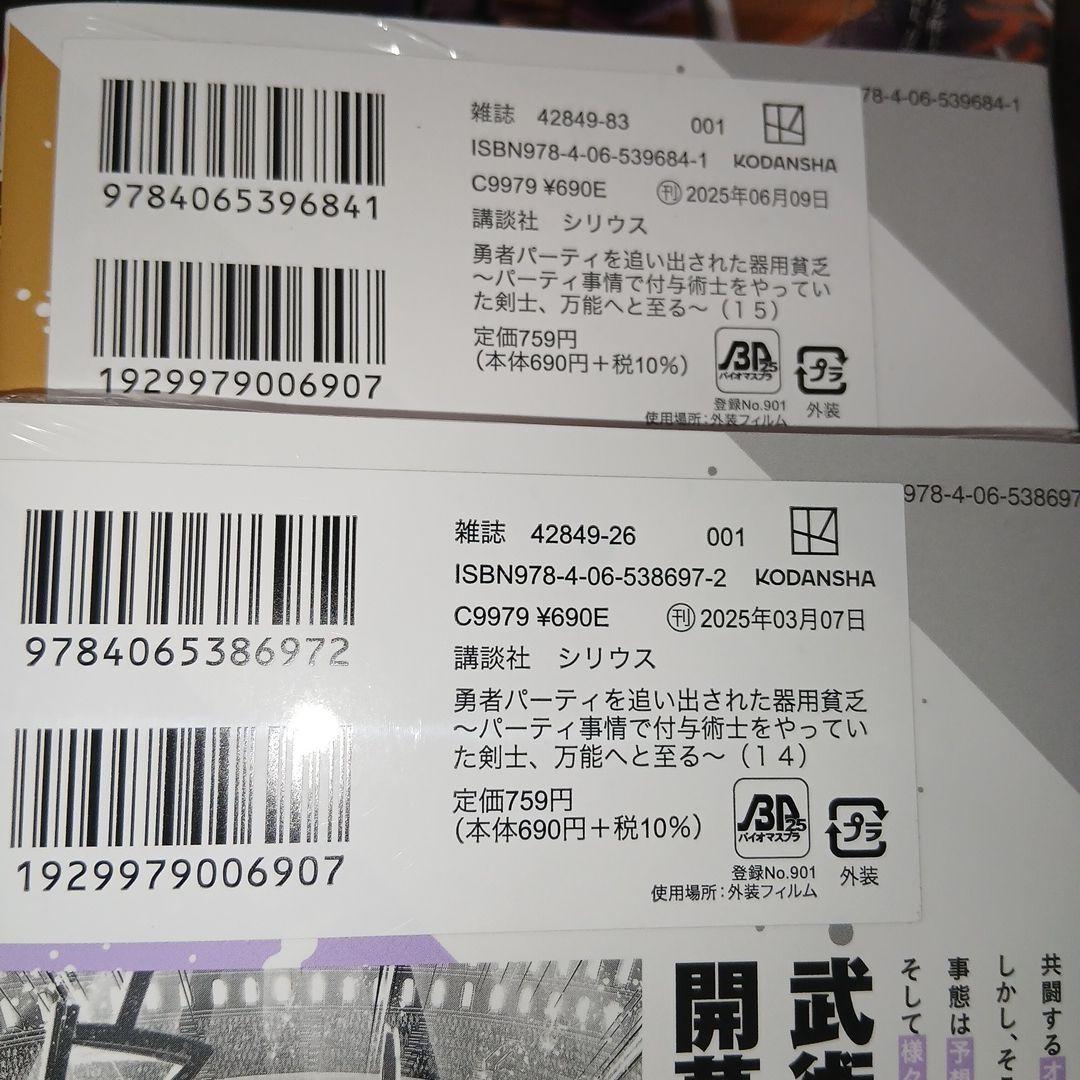 978-4-06-539684-1
雑誌 42849-83 001
ISBN978-4-06-539684-1 KODANSHA
C9979 ¥690E ㊞刊 2025年06月09日
講談社 シリウス
勇者パーティを追い出された器用貧乏
〜パーティ事情で付与術士をやってい
た剣士、万能へと至る〜（15）
定価759円
（本体690円＋税10%）
9784065396841
1929979006907
バイオマスプラ 25
登録No.901
使用場所：外装フィルム
プラ
外装
978-4-06-538697
雑誌 42849-26 001
ISBN978-4-06-538697-2 KODANSHA
C9979 ¥690E 刊 2025年03月07日
講談社 シリウス
勇者パーティを追い出された器用貧乏
〜パーティ事情で付与術士をやってい
た剣士、万能へと至る〜（14）
定価759円
（本体690円＋税10%）
9784065386972
1929979006907
バイオマスプラ 25
登録No.901
使用場所：外装フィルム
プラ
外装
共闘する
しかし、そ
事態は予想
そして様々
武術
開幕